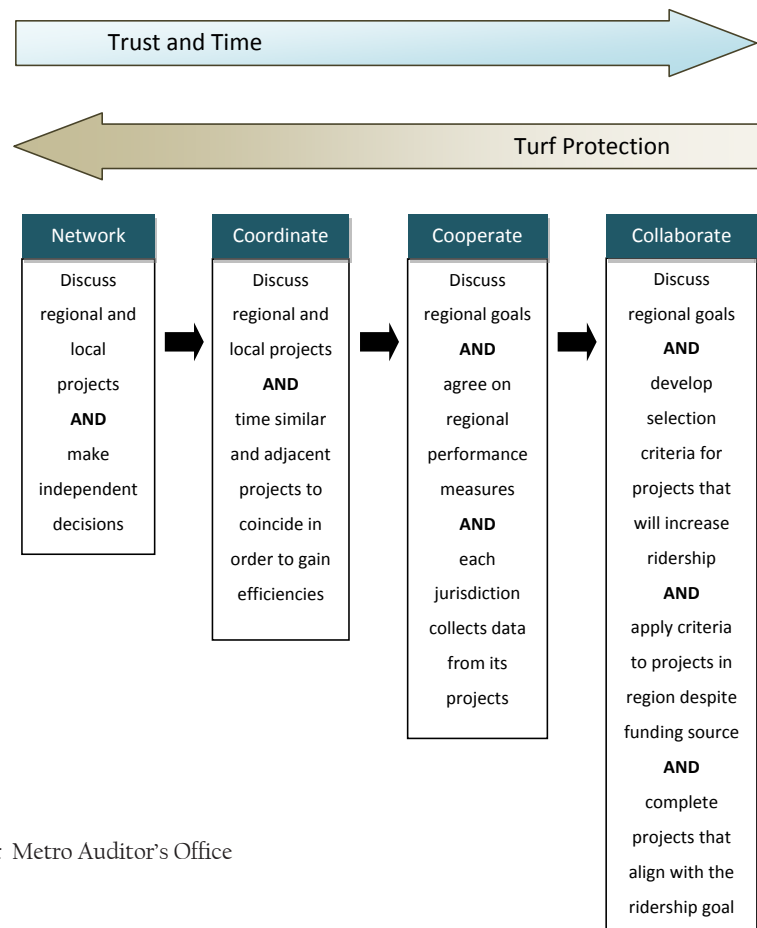 Trust and Time
Turf Protection
Network
Discuss
regional and
local
projects
AND
make
independent
decisions
Coordinate
Discuss
regional and
local projects
AND
time similar
and adjacent
projects to
coincide in
order to gain
efficiencies
Cooperate
Discuss
regional goals
AND
agree on
regional
performance
measures
AND
each
jurisdiction
collects data
from its
projects
Collaborate
Discuss
regional goals
AND
develop
selection
criteria for
projects that
will increase
ridership
AND
apply criteria
to projects in
region despite
funding source
AND
complete
projects that
align with the
ridership goal
: Metro Auditor's Office